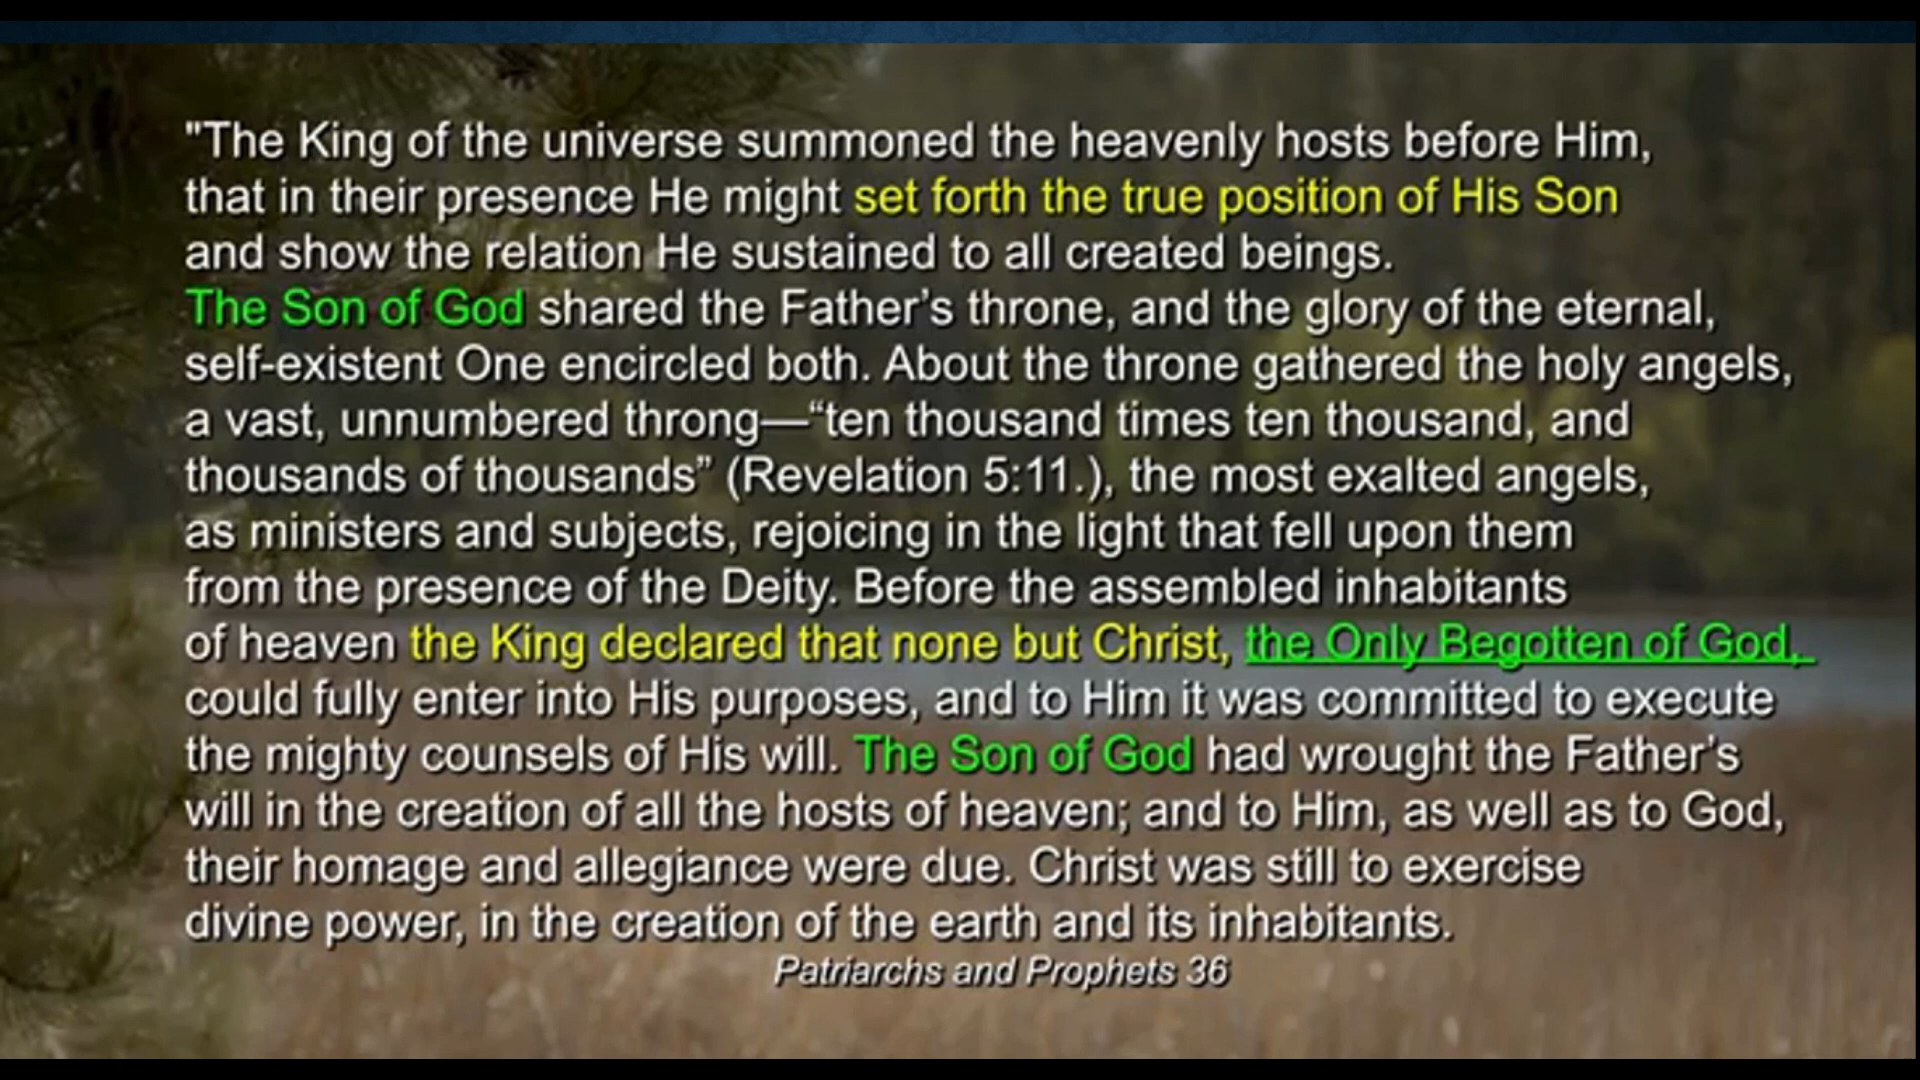 "The King of the universe summoned the heavenly hosts before Him,
that in their presence He might set forth the true position of His Son
and show the relation He sustained to all created beings.
The Son of God shared the Father’s throne, and the glory of the eternal,
self-existent One encircled both. About the throne gathered the holy angels,
a vast, unnumbered throng—“ten thousand times ten thousand, and
thousands of thousands” (Revelation 5:11.), the most exalted angels,
as ministers and subjects, rejoicing in the light that fell upon them
from the presence of the Deity. Before the assembled inhabitants
of heaven the King declared that none but Christ, the Only Begotten of God,
could fully enter into His purposes, and to Him it was committed to execute
the mighty counsels of His will. The Son of God had wrought the Father’s
will in the creation of all the hosts of heaven; and to Him, as well as to God,
their homage and allegiance were due. Christ was still to exercise
divine power, in the creation of the earth and its inhabitants.
Patriarchs and Prophets 36